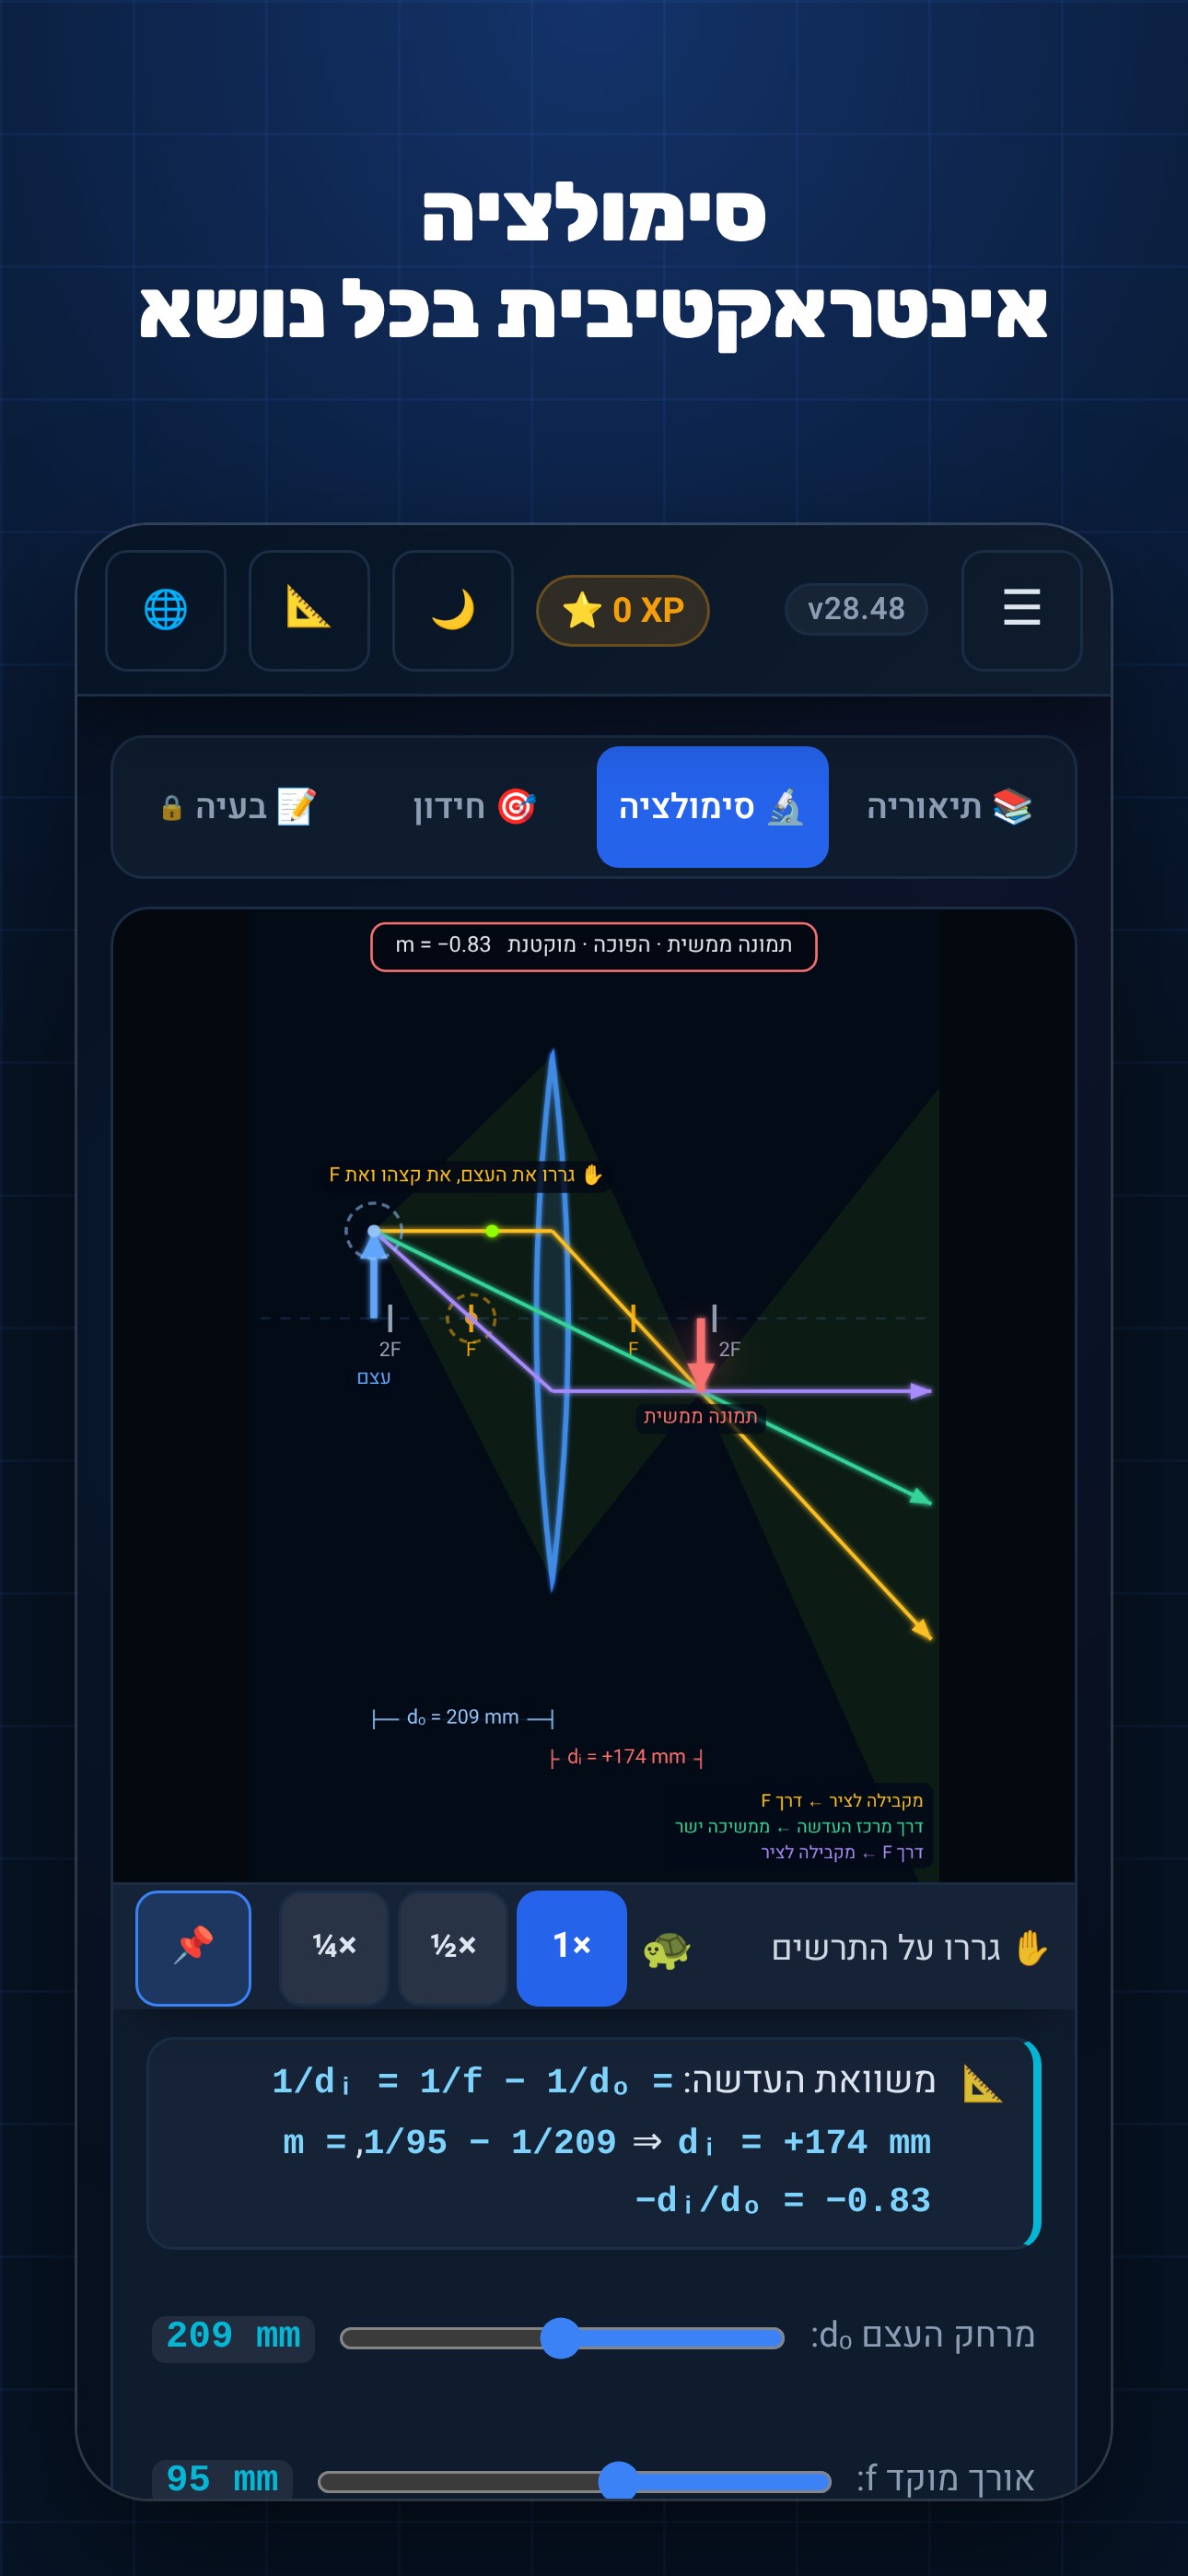 סימולציה
אינטראקטיבית בכל נושא
☰ v28.48 ⭐ 0 XP 🌙 📐 🌐
📚 תיאוריה 🔬 סימולציה 🎯 חידון 📝 בעיה 🔒
תמונה ממשית · הפוכה · מוקטנת m = −0.83
✋ גררו את העצם, את קצהו ואת F
2F F F 2F
עצם
תמונה ממשית
dₒ = 209 mm
dᵢ = +174 mm
מקבילה לציר ← דרך F
דרך מרכז העדשה ← ממשיכה ישר
דרך F ← מקבילה לציר
✋ גררו על התרשים 🐢 1× ½× ¼× 📌
📐 משוואת העדשה: 1/dᵢ = 1/f − 1/dₒ =
1/95 − 1/209 ⇒ dᵢ = +174 mm, m =
−dᵢ/dₒ = −0.83
מרחק העצם dₒ: 209 mm
אורך מוקד f: 95 mm